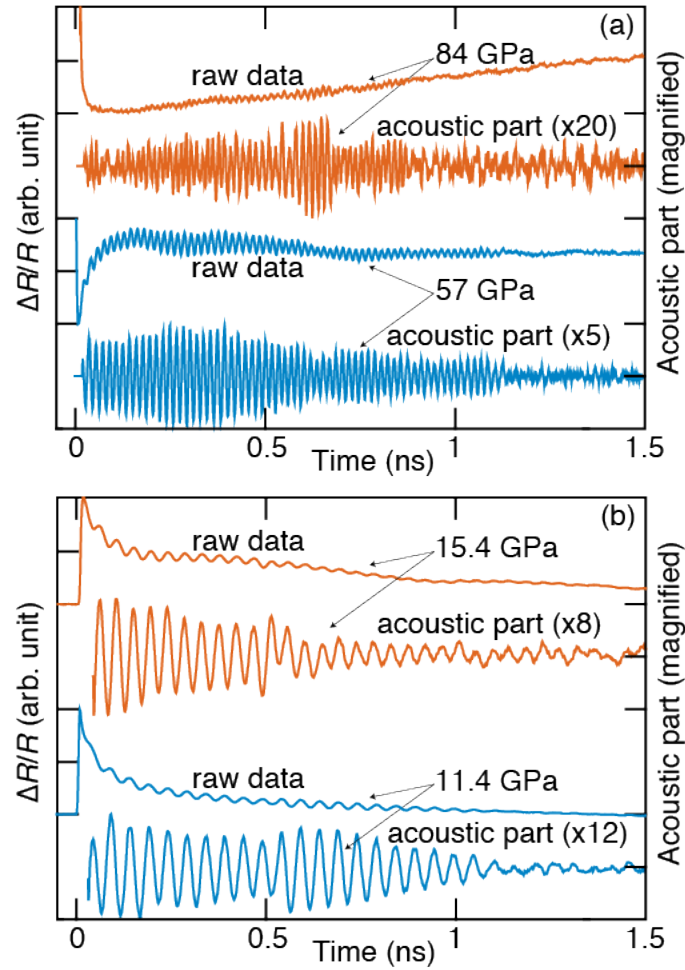 (a)
84 GPa
raw data
acoustic part (x20)
raw data
57 GPa
acoustic part (x5)
ΔR/R (arb. unit)
Acoustic part (magnified)
0
0.5
1
1.5
Time (ns)
(b)
raw data
15.4 GPa
acoustic part (x8)
11.4 GPa
raw data
acoustic part (x12)
ΔR/R (arb. unit)
Acoustic part (magnified)
0
0.5
1
1.5
Time (ns)